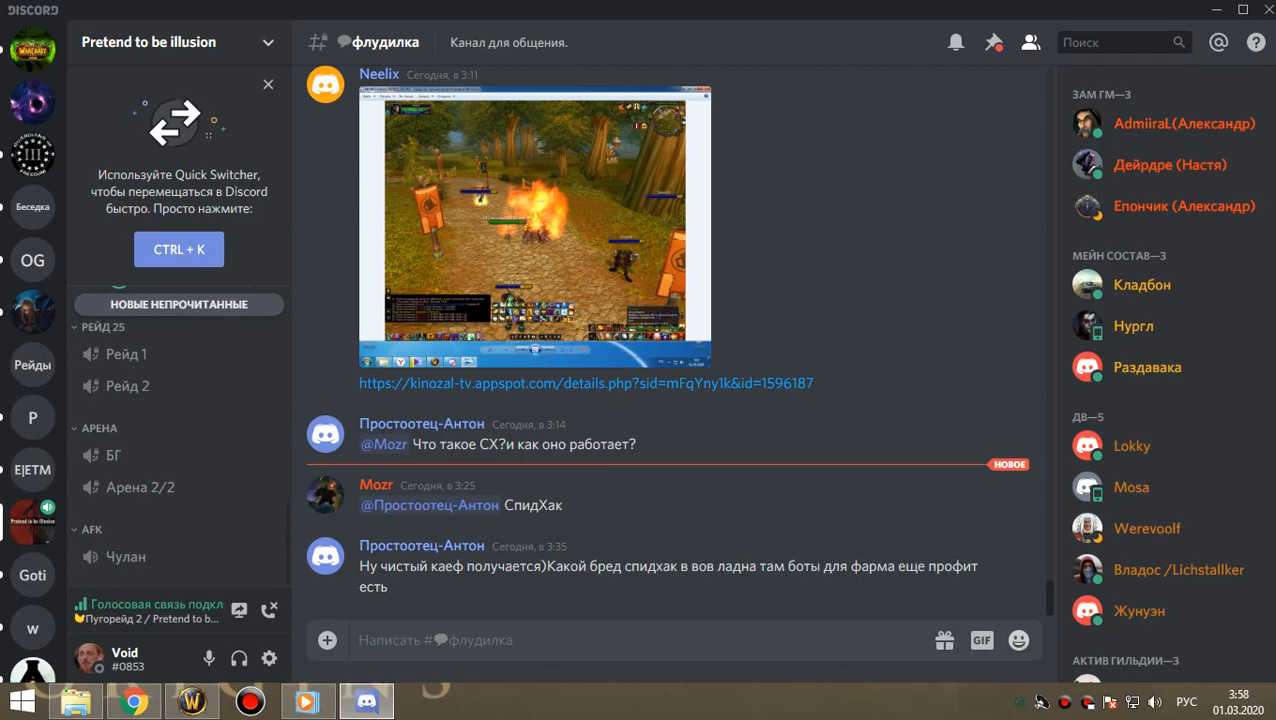 DISCORD
Pretend to be illusion
флудилка
Канал для общения.
Поиск
Используйте Quick Switcher,
чтобы перемещаться в Discord
быстро. Просто нажмите:
CTRL + K
НОВЫЕ НЕПРОЧИТАННЫЕ
РЕЙД 25
Рейд 1
Рейд 2
АРЕНА
БГ
Арена 2/2
AFK
Чулан
Голосовая связь подкл
Пугорейд 2 / Pretend to b...
Void
#0853
III
Беседка
OG
Рейды
P
E|ETM
Pretend to be illusion
Goti
w
Neelix Сегодня, в 3:11
https://kinozal-tv.appspot.com/details.php?sid=mFqYny1k&id=1596187
Простоотец-Антон Сегодня, в 3:14
@Mozr Что такое СХ?и как оно работает?
НОВОЕ
Mozr Сегодня, в 3:25
@Простоотец-Антон СпидХак
Простоотец-Антон Сегодня, в 3:35
Ну чистый каеф получается)Какой бред спидхак в вов ладна там боты для фарма еще профит
есть
Написать #флудилка
GIF
ЗАМ ГМ—3
AdmiiraL(Александр)
Дейрдре (Настя)
Епончик (Александр)
МЕЙН СОСТАВ—3
Кладбон
Нургл
Раздавака
ДВ—5
Lokky
Mosa
Werevoolf
Владос /Lichstallker
Жунуэн
АКТИВ ГИЛЬДИИ—3
РУС
3:58
01.03.2020